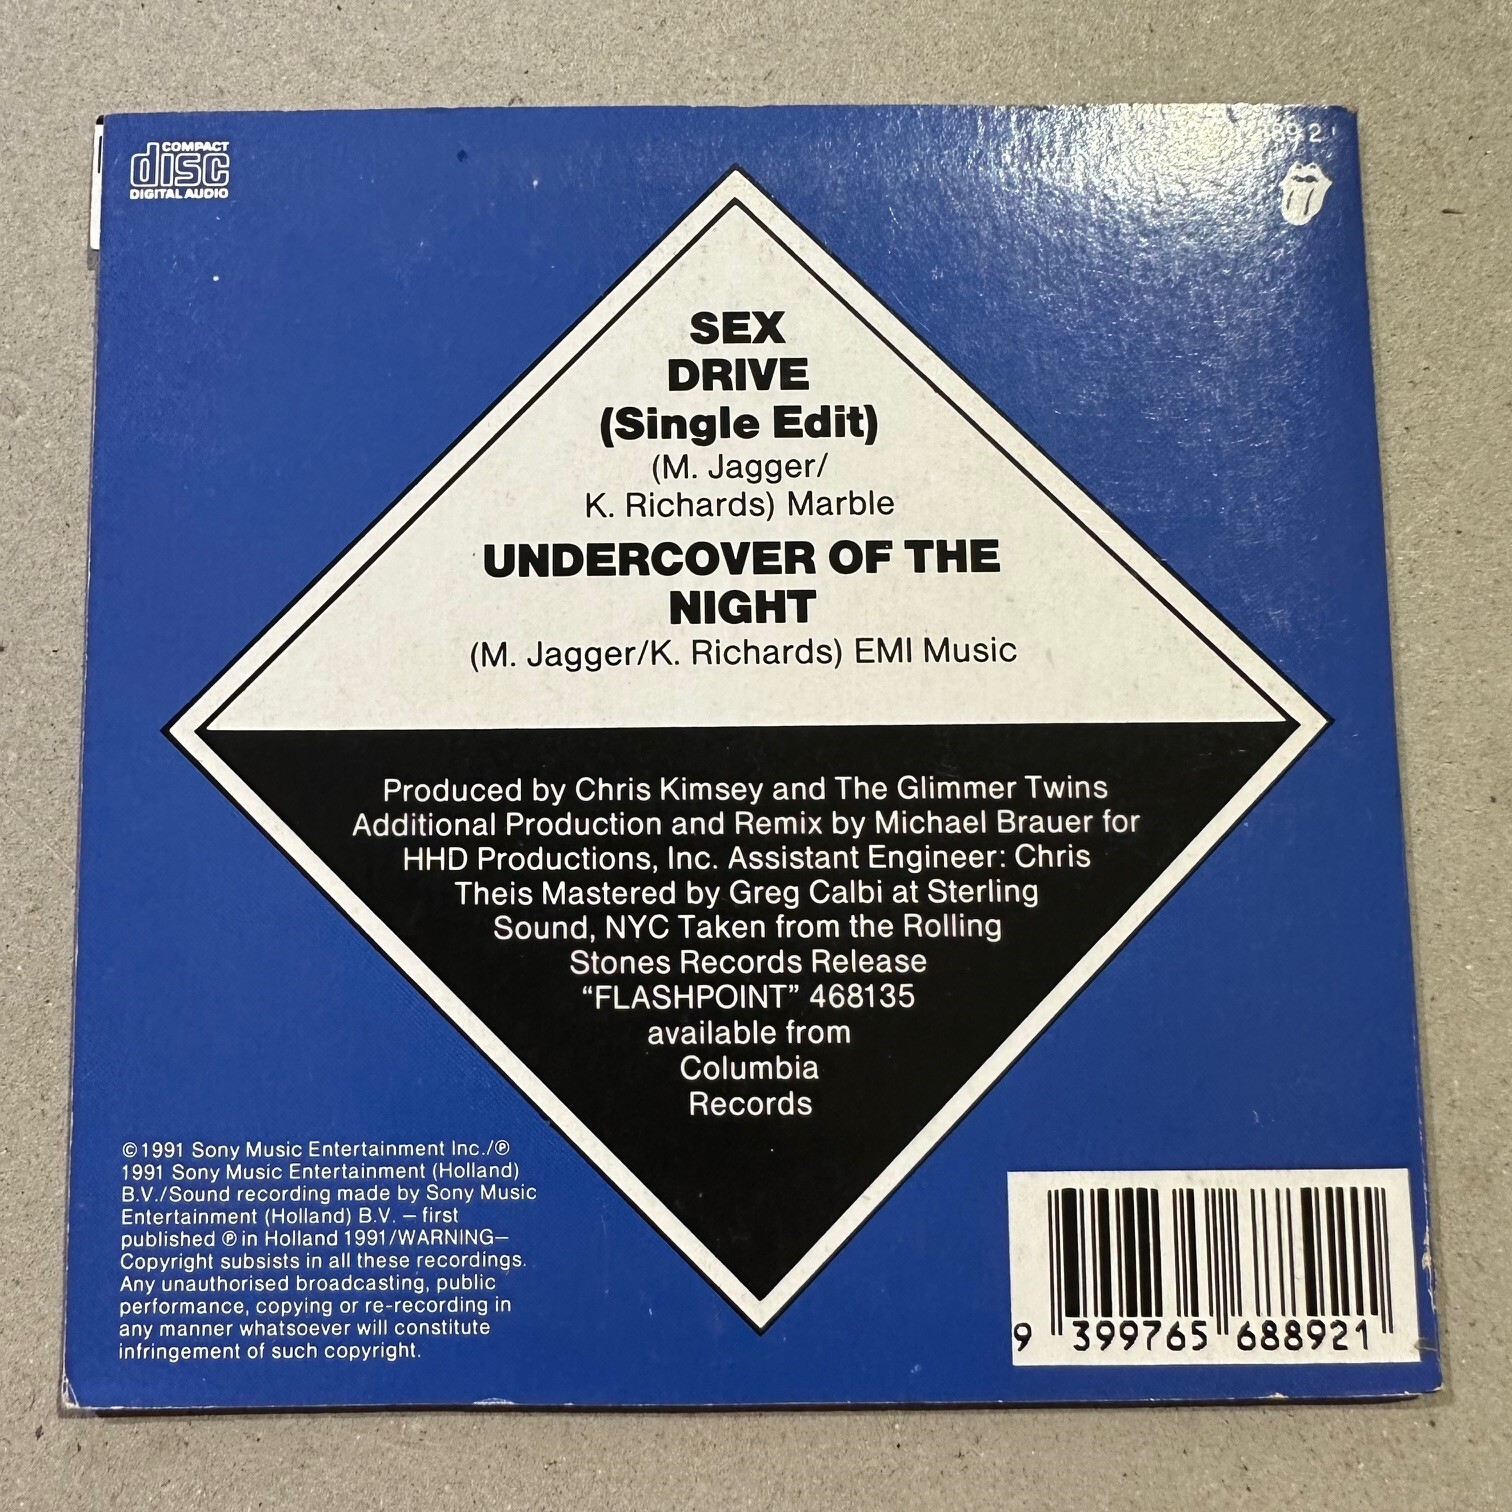 COMPACT
disc
DIGITAL AUDIO
89 2
SEX
DRIVE
(Single Edit)
(M. Jagger/
K. Richards) Marble
UNDERCOVER OF THE
NIGHT
(M. Jagger/K. Richards) EMI Music
Produced by Chris Kimsey and The Glimmer Twins
Additional Production and Remix by Michael Brauer for
HHD Productions, Inc. Assistant Engineer: Chris
Theis Mastered by Greg Calbi at Sterling
Sound, NYC Taken from the Rolling
Stones Records Release
“FLASHPOINT” 468135
available from
Columbia
Records
©1991 Sony Music Entertainment Inc./℗
1991 Sony Music Entertainment (Holland)
B.V./Sound recording made by Sony Music
Entertainment (Holland) B.V. – first
published ℗ in Holland 1991/WARNING–
Copyright subsists in all these recordings.
Any unauthorised broadcasting, public
performance, copying or re-recording in
any manner whatsoever will constitute
infringement of such copyright.
9 399765 688921